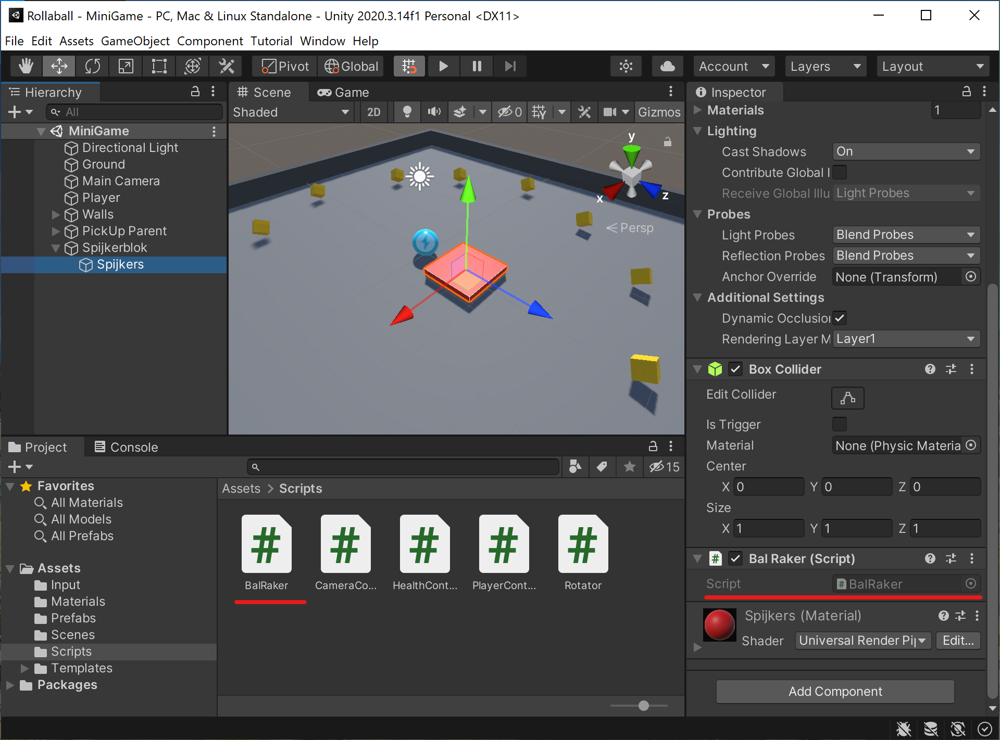 Rollaball - MiniGame - PC, Mac & Linux Standalone - Unity 2020.3.14f1 Personal <DX11>
File Edit Assets GameObject Component Tutorial Window Help
Pivot Global Account Layers Layout
Hierarchy
All
MiniGame
Directional Light
Ground
Main Camera
Player
Walls
PickUp Parent
Spijkerblok
Spijkers
Scene Game
Shaded 2D 0 Gizmos
y
x
z
Persp
Inspector
Materials 1
Lighting
Cast Shadows On
Contribute Global I
Receive Global Illu Light Probes
Probes
Light Probes Blend Probes
Reflection Probes Blend Probes
Anchor Override None (Transform)
Additional Settings
Dynamic Occlusion
Rendering Layer M Layer1
Box Collider
Edit Collider
Is Trigger
Material None (Physic Materia
Center
X 0 Y 0 Z 0
Size
X 1 Y 1 Z 1
# Bal Raker (Script)
Script # BalRaker
Spijkers (Material)
Shader Universal Render Pip Edit...
Add Component
Project Console
15
Favorites
All Materials
All Models
All Prefabs
Assets
Input
Materials
Prefabs
Scenes
Scripts
Templates
Packages
Assets > Scripts
# # # # #
BalRaker CameraCo... HealthCont... PlayerCont... Rotator